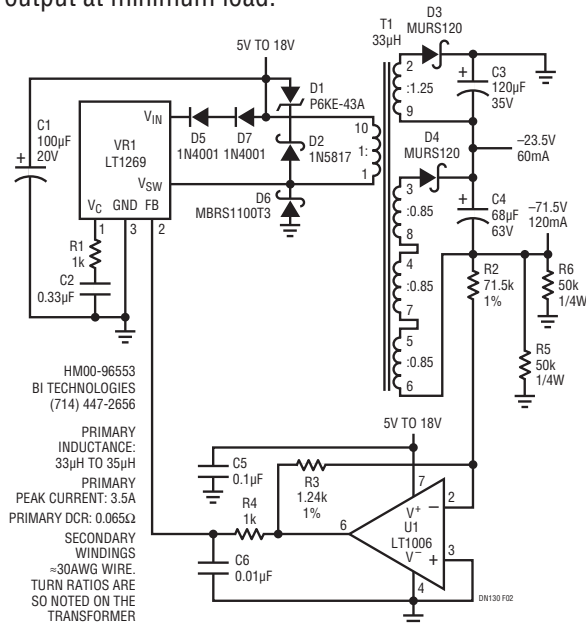 output at minimum load.
T1
33µH
D3
MURS120
5V TO 18V
2
:1.25
9
+
C3
120µF
35V
D1
P6KE-43A
C1
100µF
20V
+
VIN
VR1
LT1269
VSW
VC GND FB
D5
1N4001
D7
1N4001
D2
1N5817
10
1:
1
D4
MURS120
–23.5V
60mA
D6
MBRS1100T3
3
:0.85
8
+
C4
68µF
63V
–71.5V
120mA
1
3
2
R1
1k
C2
0.33µF
4
:0.85
7
R2
71.5k
1%
R6
50k
1/4W
5
:0.85
6
R5
50k
1/4W
HM00-96553
BI TECHNOLOGIES
(714) 447-2656
PRIMARY
INDUCTANCE:
33µH TO 35µH
PRIMARY
PEAK CURRENT: 3.5A
PRIMARY DCR: 0.065Ω
SECONDARY
WINDINGS
≈30AWG WIRE.
TURN RATIOS ARE
SO NOTED ON THE
TRANSFORMER
5V TO 18V
C5
0.1µF
R3
1.24k
1%
R4
1k
C6
0.01µF
6
7
V+
–
2
U1
LT1006
V–
+
3
4
DN130 F02